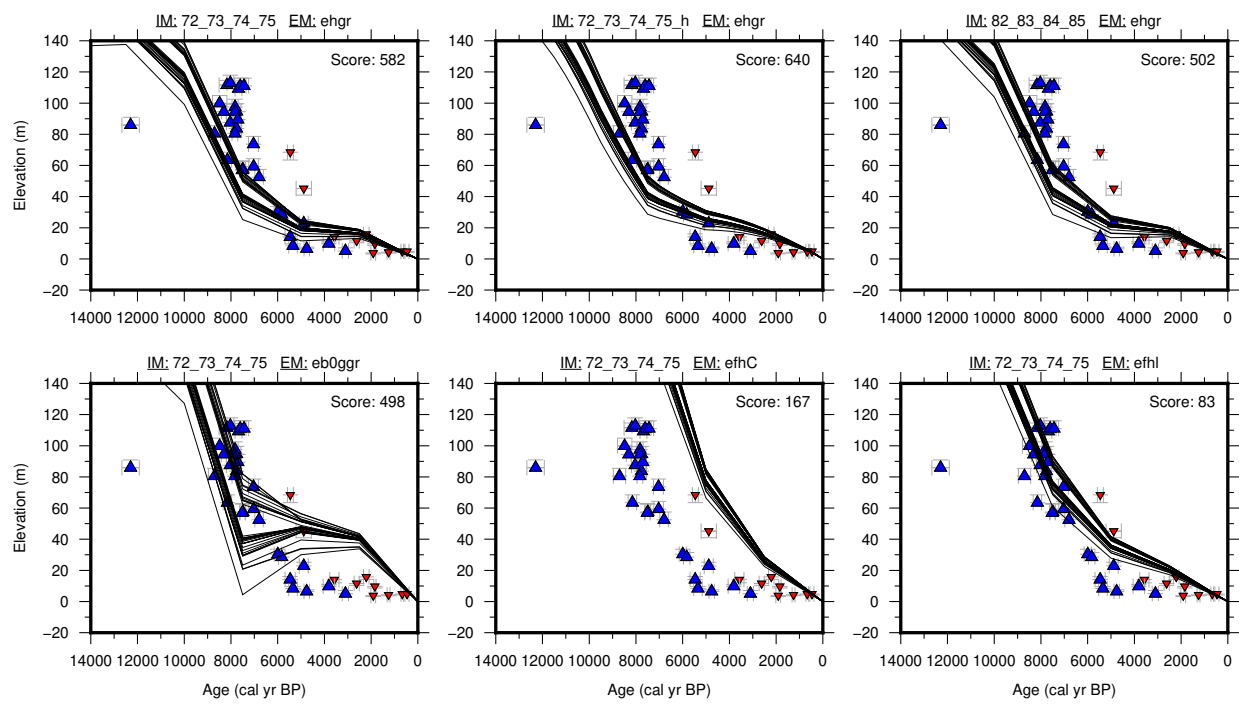 IM: 72_73_74_75 EM: ehgr
IM: 72_73_74_75_h EM: ehgr
IM: 82_83_84_85 EM: ehgr
140
120
100
80
60
40
20
0
−20
Elevation (m)
Score: 582
Score: 640
Score: 502
14000 12000 10000 8000 6000 4000 2000 0
14000 12000 10000 8000 6000 4000 2000 0
14000 12000 10000 8000 6000 4000 2000 0
IM: 72_73_74_75 EM: eb0ggr
IM: 72_73_74_75 EM: efhC
IM: 72_73_74_75 EM: efhl
140
120
100
80
60
40
20
0
−20
Elevation (m)
Score: 498
Score: 167
Score: 83
14000 12000 10000 8000 6000 4000 2000 0
14000 12000 10000 8000 6000 4000 2000 0
14000 12000 10000 8000 6000 4000 2000 0
Age (cal yr BP)
Age (cal yr BP)
Age (cal yr BP)